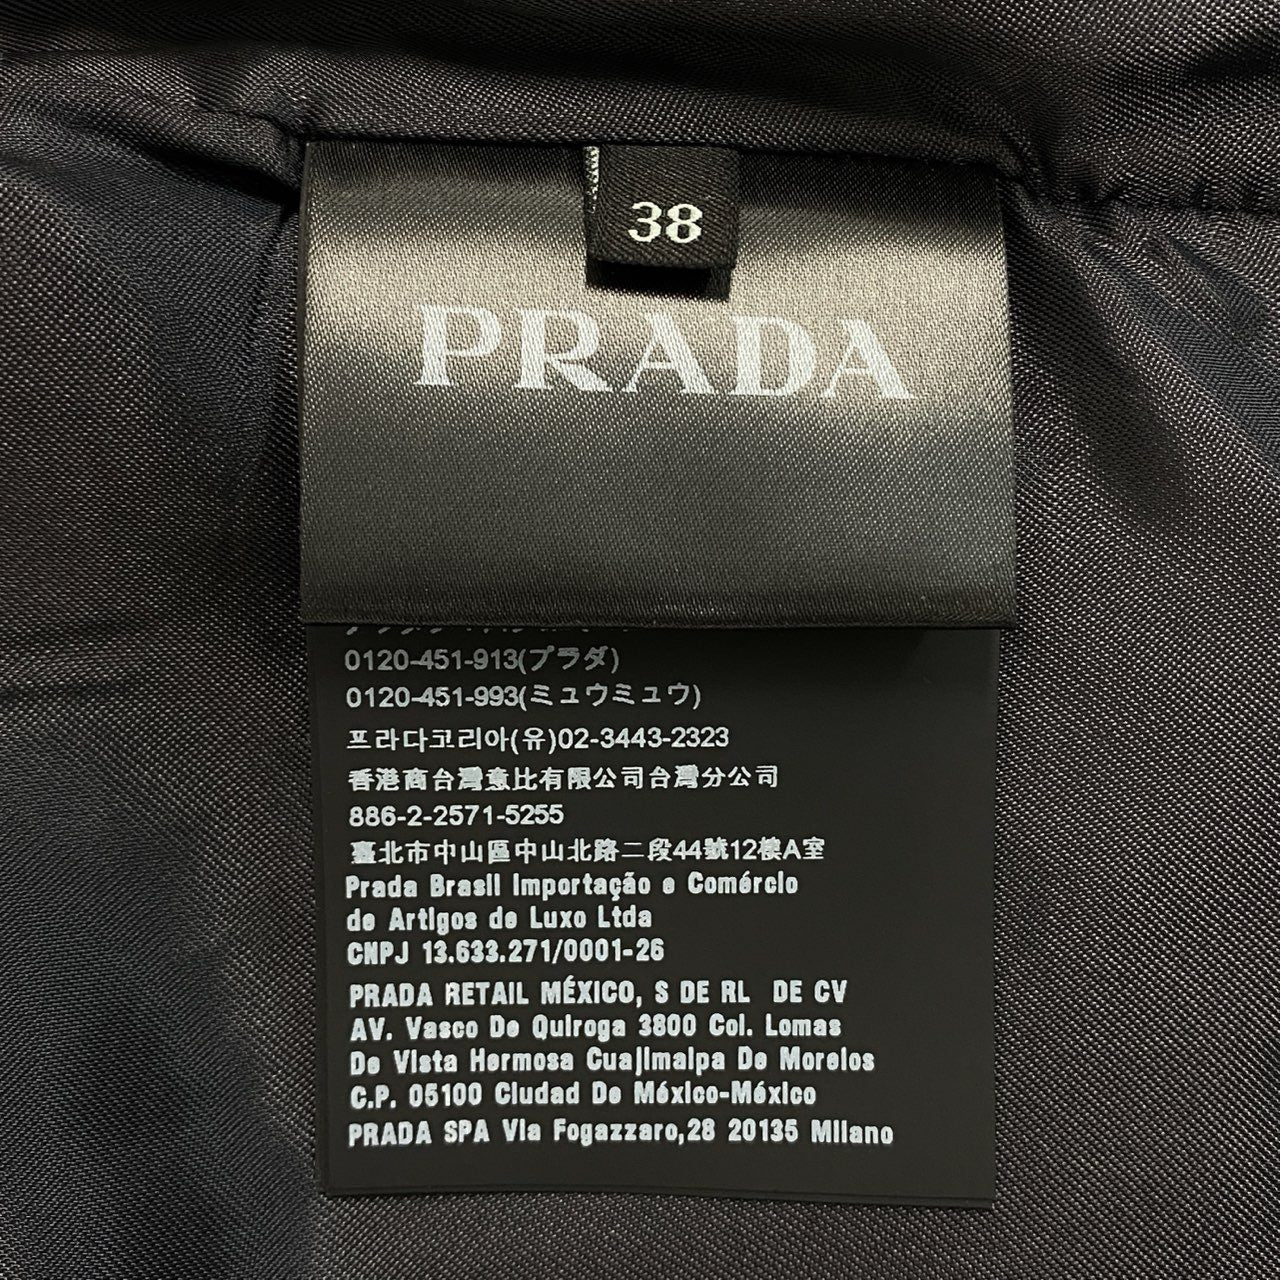 38
PRADA
0120-451-913(プラダ)
0120-451-993(ミュウミュウ)
프라다코리아(유)02-3443-2323
香港商台灣意比有限公司台灣分公司
886-2-2571-5255
臺北市中山區中山北路二段44號12樓A室
Prada Brasil Importação e Comércio
de Artigos de Luxo Ltda
CNPJ 13.633.271/0001-26
PRADA RETAIL MÉXICO, S DE RL DE CV
AV. Vasco De Quiroga 3800 Col. Lomas
De Vista Hermosa Cuajimalpa De Morelos
C.P. 05100 Ciudad De México-México
PRADA SPA Via Fogazzaro,28 20135 Milano